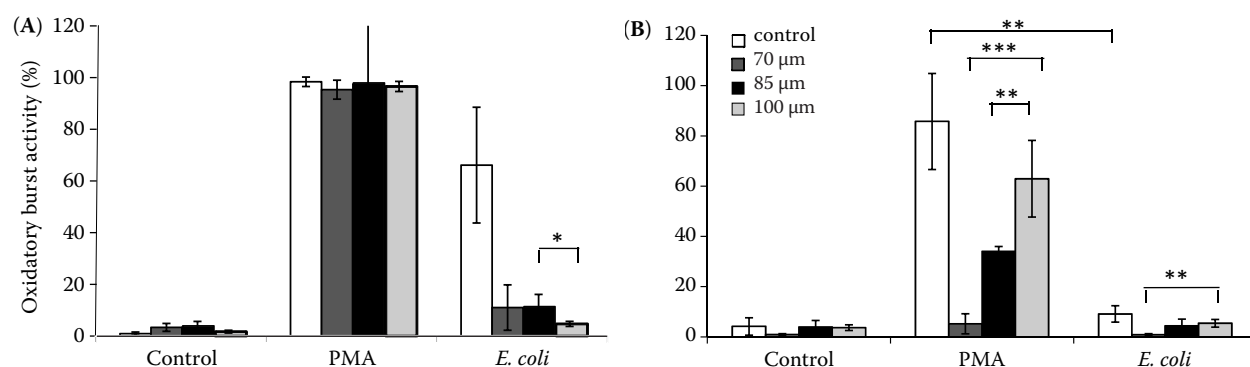 (A)
Oxidatory burst activity (%)
120
100
80
60
40
20
0
*
Control PMA E. coli
(B)
120
100
80
60
40
20
0
control
70 µm
85 µm
100 µm
**
***
**
**
Control PMA E. coli